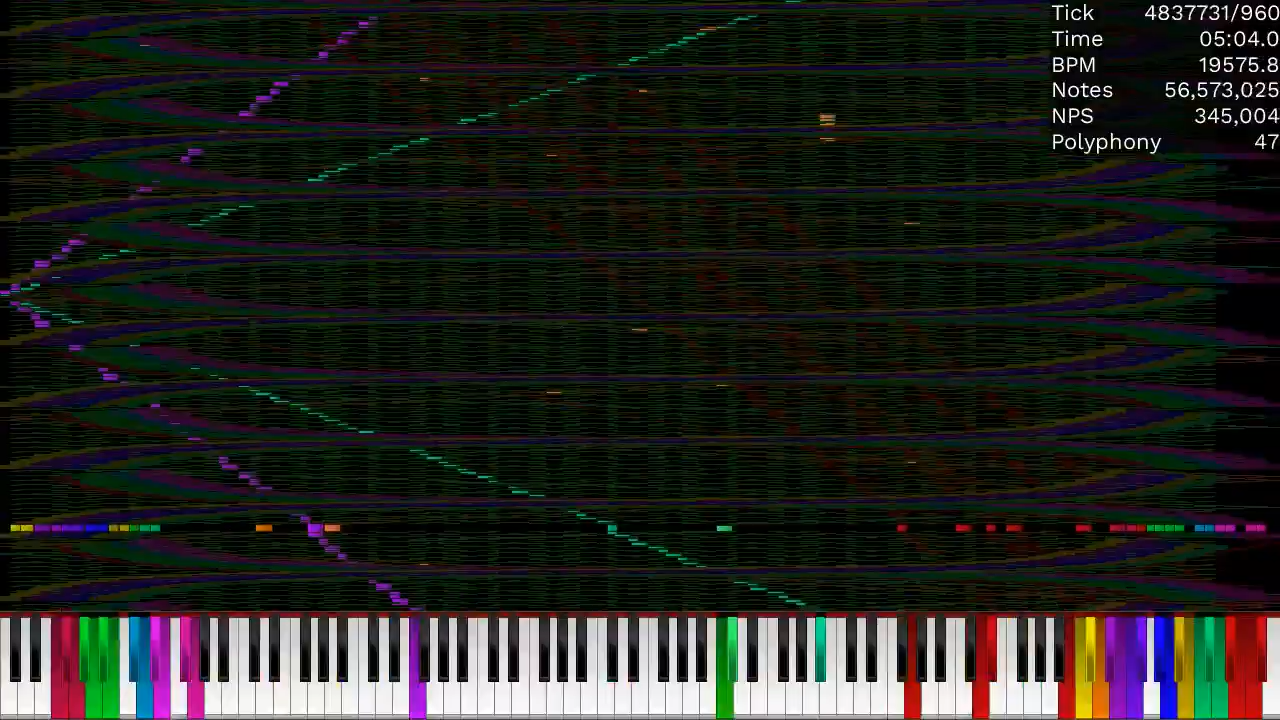 Tick 4837731/960
Time 05:04.0
BPM 19575.8
Notes 56,573,025
NPS 345,004
Polyphony 47